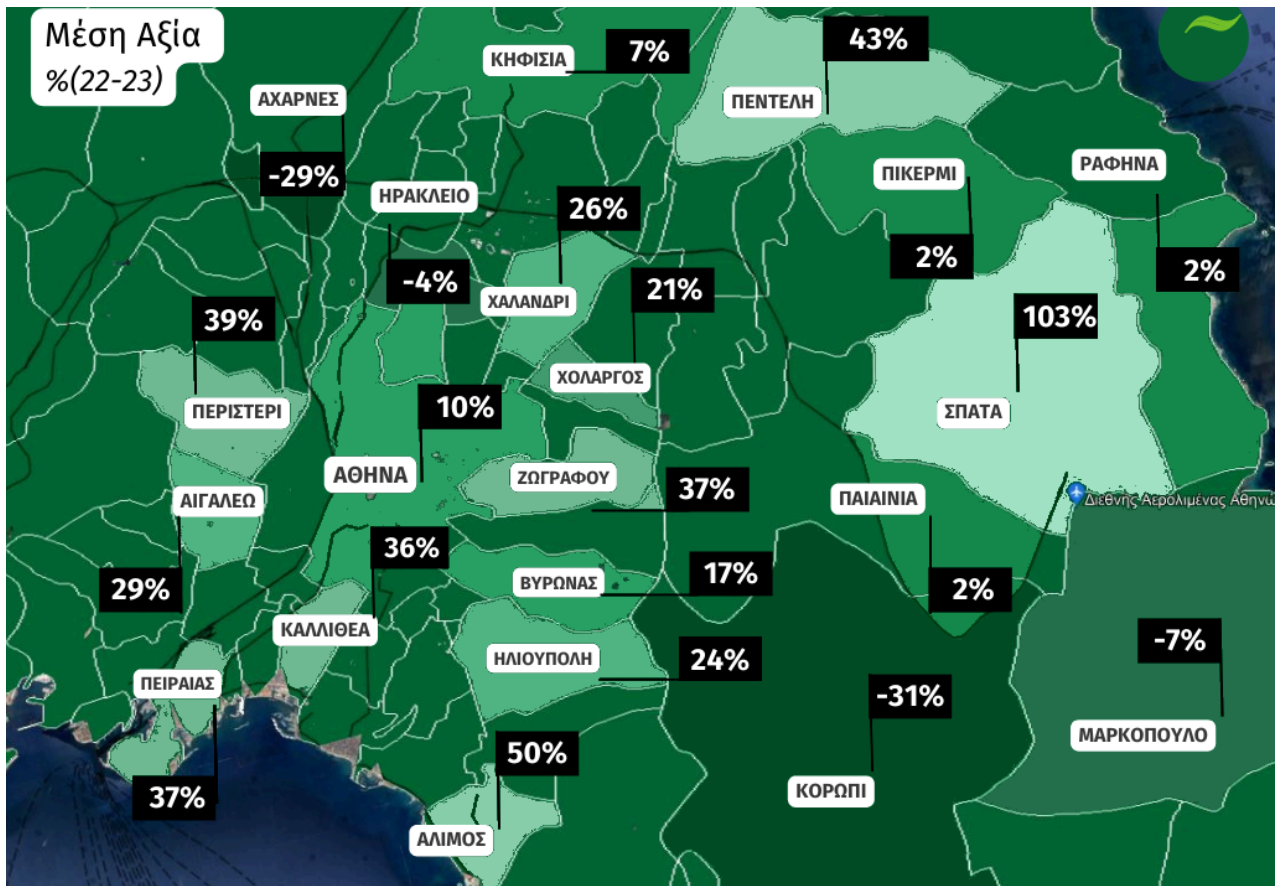 Μέση Αξία
%(22-23)
ΚΗΦΙΣΙΑ
7%
43%
ΠΕΝΤΕΛΗ
ΑΧΑΡΝΕΣ
-29%
ΗΡΑΚΛΕΙΟ
-4%
26%
ΧΑΛΑΝΔΡΙ
ΠΙΚΕΡΜΙ
2%
ΡΑΦΗΝΑ
2%
21%
ΧΟΛΑΡΓΟΣ
39%
ΠΕΡΙΣΤΕΡΙ
103%
ΣΠΑΤΑ
10%
ΑΘΗΝΑ
ΖΩΓΡΑΦΟΥ
37%
ΑΙΓΑΛΕΩ
29%
ΠΑΙΑΙΝΙΑ
2%
Διεθνής Αερολιμένας Αθηνώ
36%
ΚΑΛΛΙΘΕΑ
ΒΥΡΩΝΑΣ
17%
ΗΛΙΟΥΠΟΛΗ
24%
ΠΕΙΡΑΙΑΣ
37%
-31%
ΚΟΡΩΠΙ
-7%
ΜΑΡΚΟΠΟΥΛΟ
50%
ΑΛΙΜΟΣ